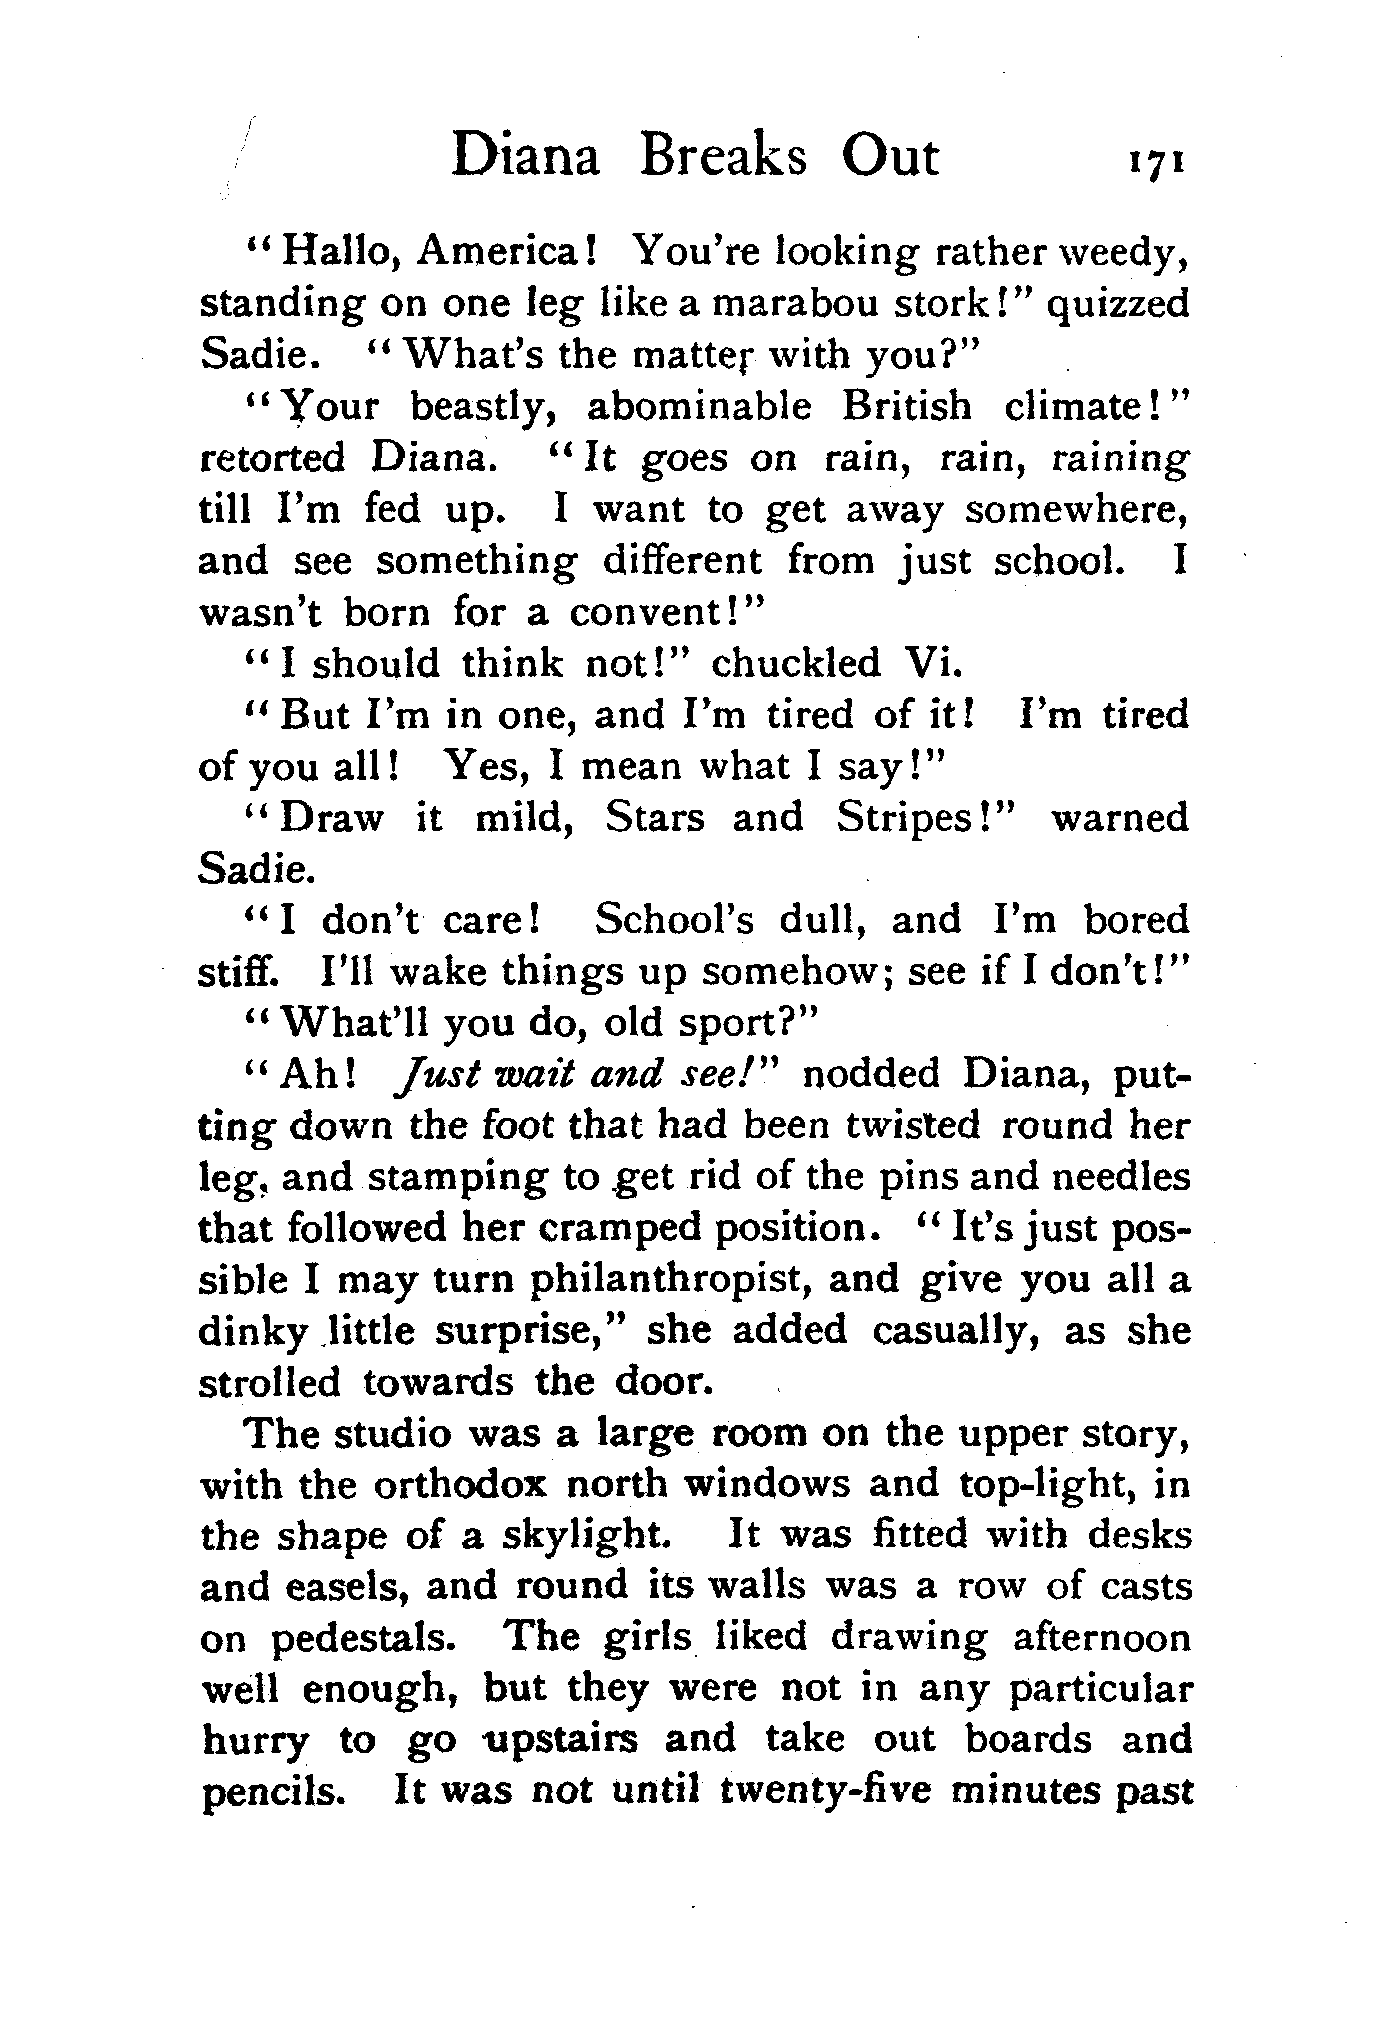 Diana Breaks Out 171
"Hallo, America! You're looking rather weedy,
standing on one leg like a marabou stork!" quizzed
Sadie. "What's the matter with you?"
"Your beastly, abominable British climate!"
retorted Diana. "It goes on rain, rain, raining
till I'm fed up. I want to get away somewhere,
and see something different from just school. I
wasn't born for a convent!"
"I should think not!" chuckled Vi.
"But I'm in one, and I'm tired of it! I'm tired
of you all! Yes, I mean what I say!"
"Draw it mild, Stars and Stripes!" warned
Sadie.
"I don't care! School's dull, and I'm bored
stiff. I'll wake things up somehow; see if I don't!"
"What'll you do, old sport?"
"Ah! Just wait and see!" nodded Diana, put-
ting down the foot that had been twisted round her
leg, and stamping to get rid of the pins and needles
that followed her cramped position. "It's just pos-
sible I may turn philanthropist, and give you all a
dinky little surprise," she added casually, as she
strolled towards the door.
The studio was a large room on the upper story,
with the orthodox north windows and top-light, in
the shape of a skylight. It was fitted with desks
and easels, and round its walls was a row of casts
on pedestals. The girls liked drawing afternoon
well enough, but they were not in any particular
hurry to go upstairs and take out boards and
pencils. It was not until twenty-five minutes past